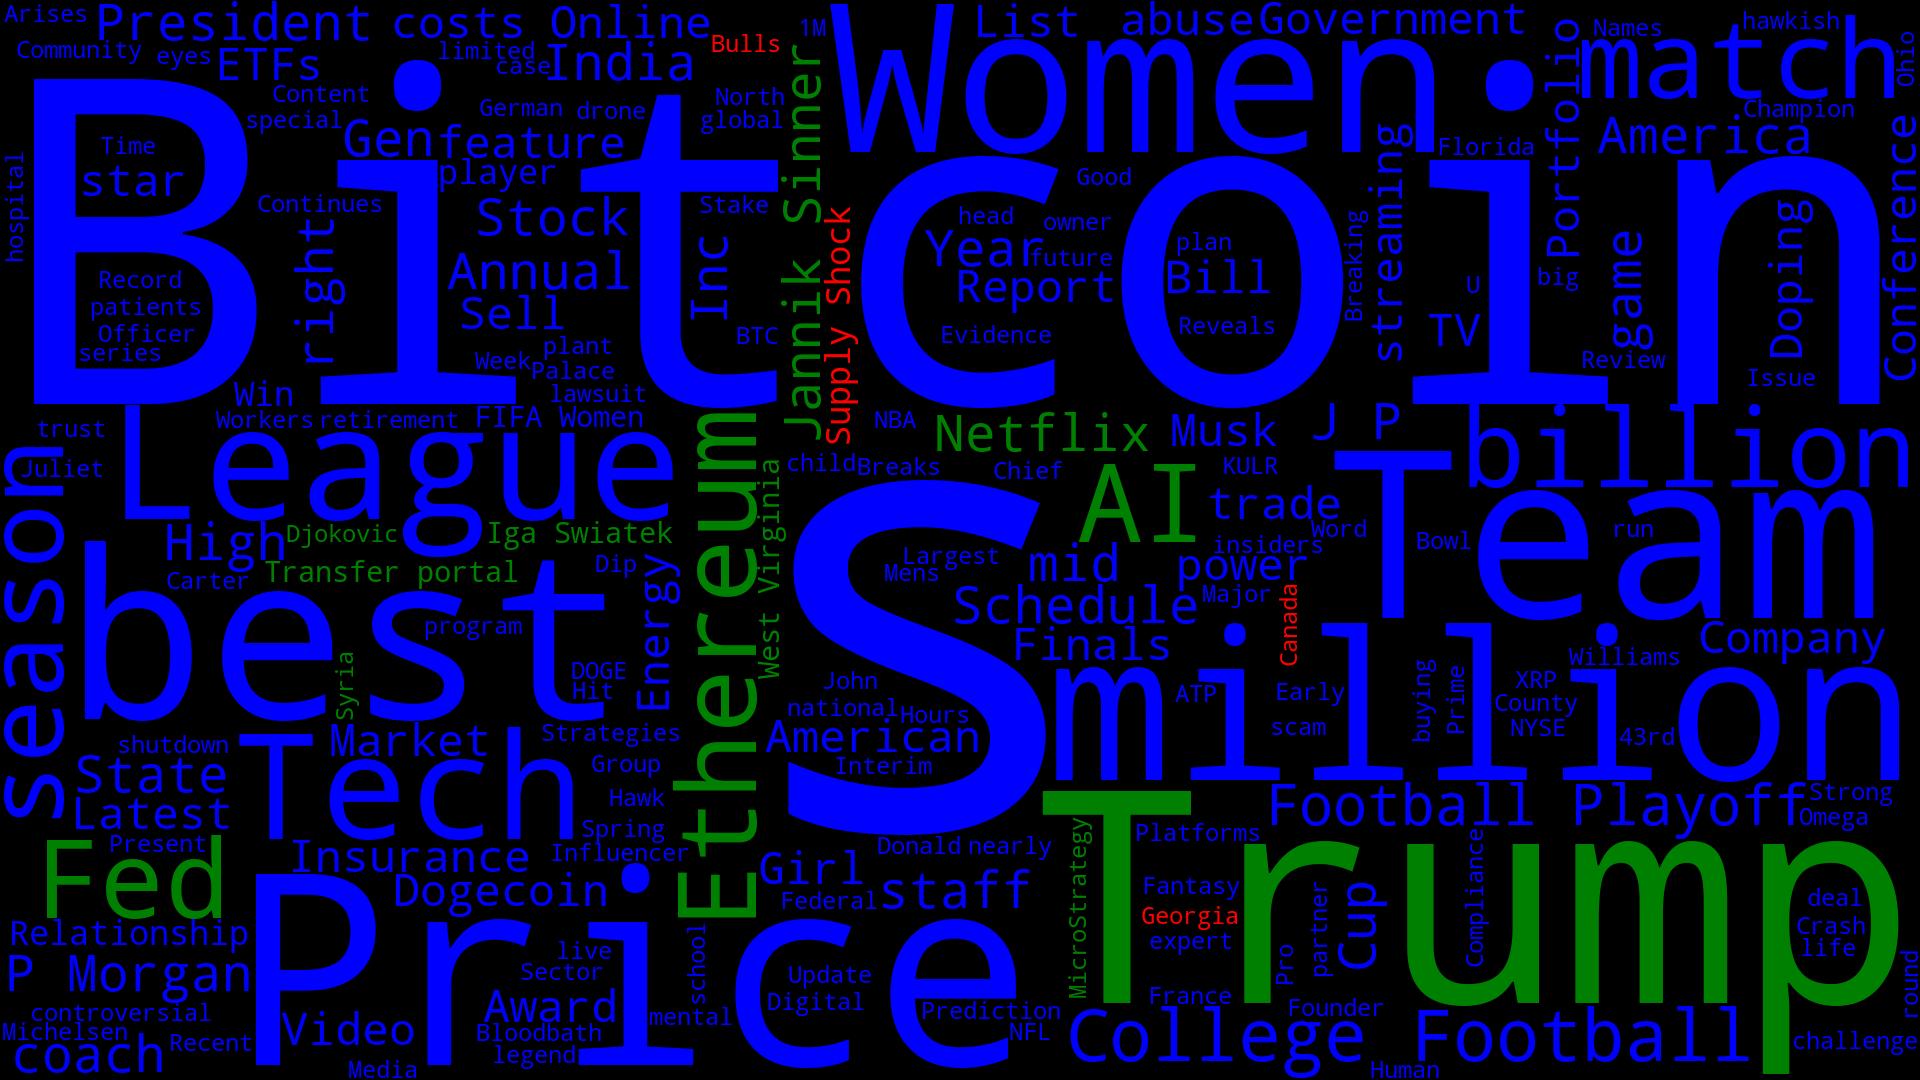 Arises
President
costs
Online
Bulls
1M
Women
List
abuse
Government
Names
hawkish
Community
eyes
ETFs
limited
case
India
match
Ohio
Content
special
German
drone
North
global
Portfolio
Champion
Time
star
Gen
feature
player
Jannik Sinner
Good
streaming
Florida
America
Conference
hospital
Bitcoin
Continues
right
Stock
Stake
Supply Shock
head
owner
Year
future
Report
plan
Bill
Reveals
Evidence
Breaking
U
TV
big
game
Review
Doping
Issue
Record
patients
Officer
series
Annual
Sell
Inc
BTC
Week
plant
Palace
lawsuit
Win
Workers
retirement
FIFA
Women
trust
Juliet
League
season
NBA
Netflix
Musk
J P
billion
child
Breaks
Chief
AI
KULR
trade
Word
insiders
Team
Bowl
run
High
Djokovic
Iga Swiatek
Transfer portal
Carter
best
Dip
Energy
Ethereum
West Virginia
S
Largest
Mens
mid
power
Schedule
Major
Canada
Finals
program
Syria
DOGE
Hit
John
national
Hours
American
Interim
million
ATP
Early
scam
buying
Prime
XRP
County
NYSE
Williams
43rd
Company
shutdown
State
Latest
Tech
Market
Strategies
Group
Hawk
Spring
Influencer
Football
Playoff
Strong
Omega
Present
Fed
Insurance
Dogecoin
Girl
Donald
nearly
Federal
staff
MicroStrategy
Platforms
Trump
Fantasy
Georgia
expert
Cup
Compliance
deal
Crash
life
Relationship
P Morgan
Price
live
Sector
school
Update
Digital
Prediction
partner
Pro
round
controversial
Michelsen
coach
Recent
Video
Award
Bloodbath
legend
mental
NFL
France
Founder
College
Football
challenge
Media
Human